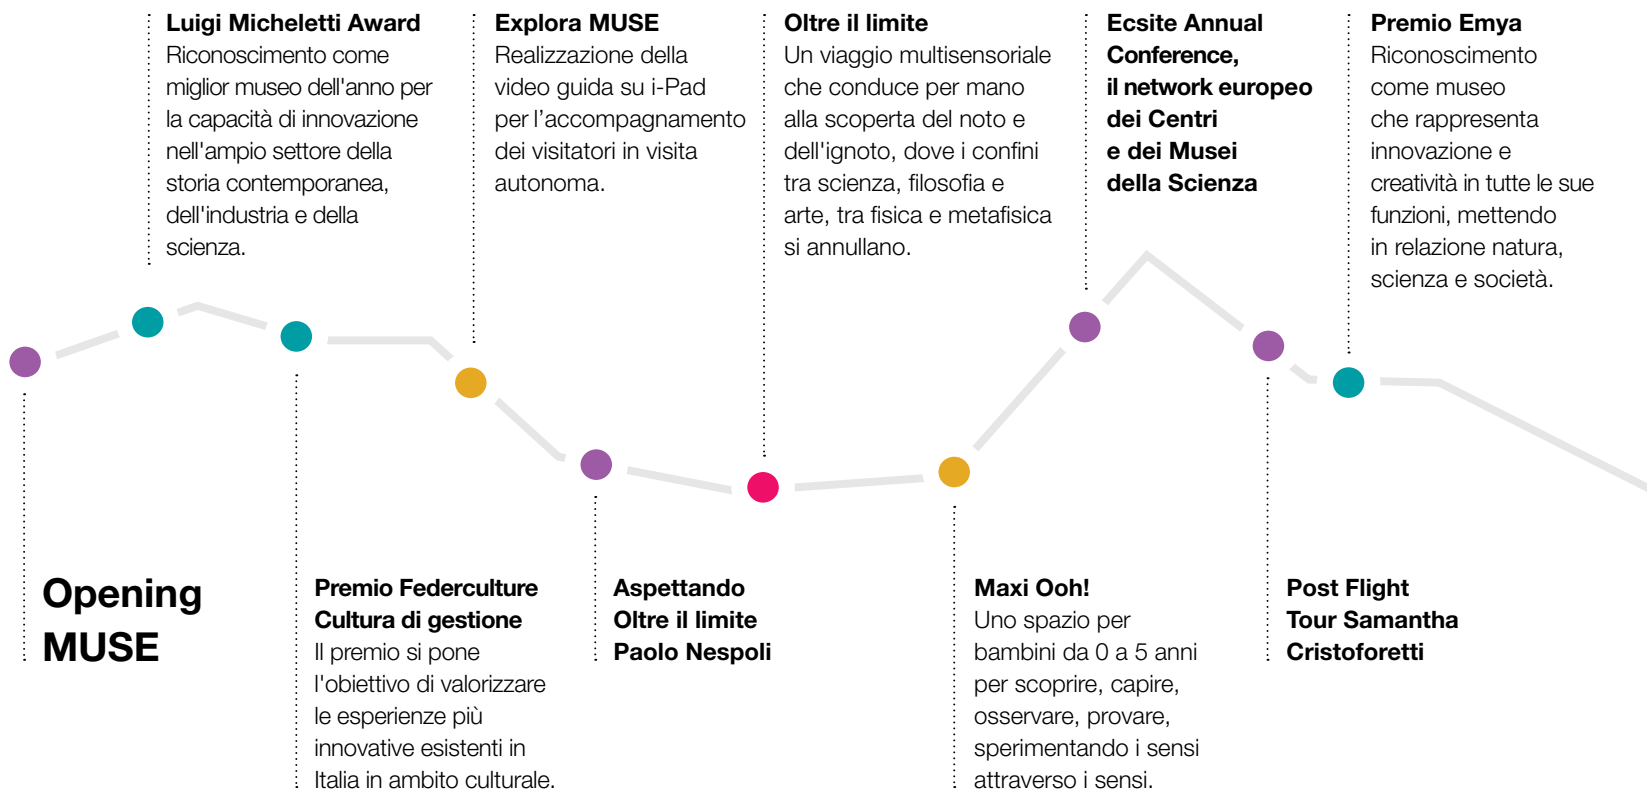 Luigi Micheletti Award
Riconoscimento come
miglior museo dell'anno per
la capacità di innovazione
nell'ampio settore della
storia contemporanea,
dell'industria e della
scienza.
Explora MUSE
Realizzazione della
video guida su i-Pad
per l’accompagnamento
dei visitatori in visita
autonoma.
Oltre il limite
Un viaggio multisensoriale
che conduce per mano
alla scoperta del noto e
dell'ignoto, dove i confini
tra scienza, filosofia e
arte, tra fisica e metafisica
si annullano.
Ecsite Annual
Conference,
il network europeo
dei Centri
e dei Musei
della Scienza
Premio Emya
Riconoscimento
come museo
che rappresenta
innovazione e
creatività in tutte le sue
funzioni, mettendo
in relazione natura,
scienza e società.
Opening
MUSE
Premio Federculture
Cultura di gestione
Il premio si pone
l'obiettivo di valorizzare
le esperienze più
innovative esistenti in
Italia in ambito culturale.
Aspettando
Oltre il limite
Paolo Nespoli
Maxi Ooh!
Uno spazio per
bambini da 0 a 5 anni
per scoprire, capire,
osservare, provare,
sperimentando i sensi
attraverso i sensi.
Post Flight
Tour Samantha
Cristoforetti